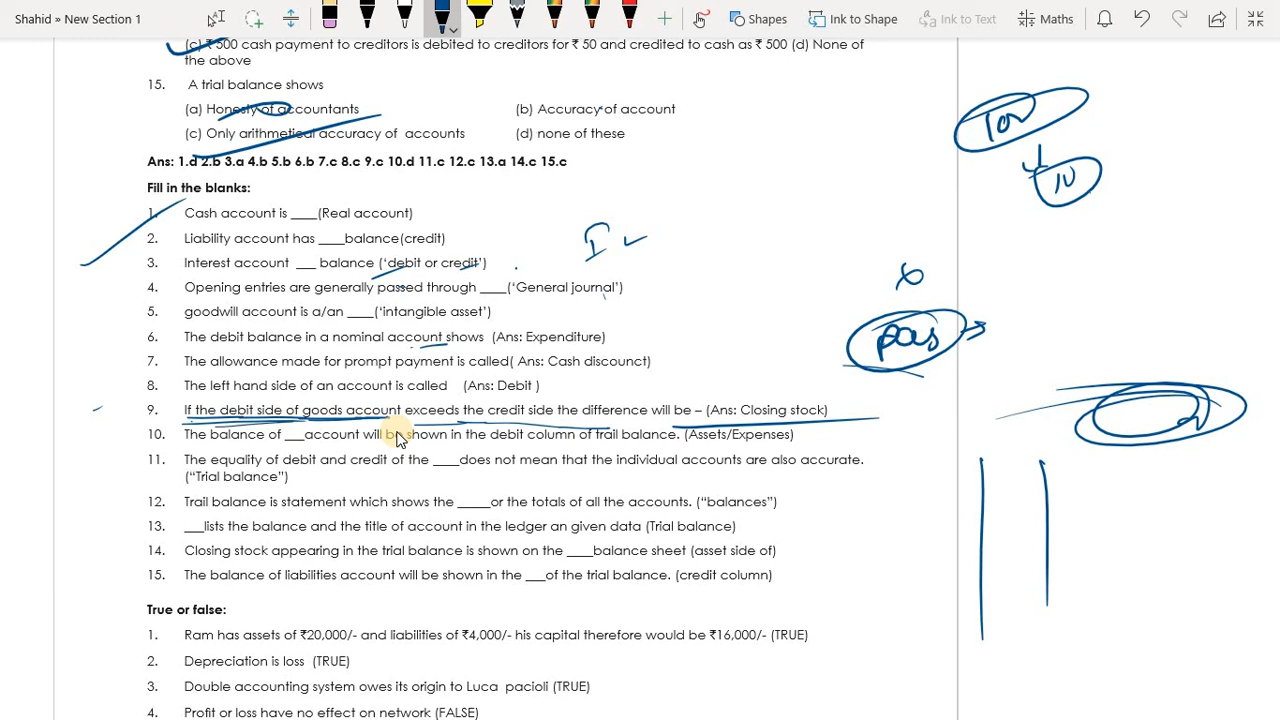 Shahid » New Section 1
Shapes
Ink to Shape
Ink to Text
Maths
(c) ₹ 500 cash payment to creditors is debited to creditors for ₹ 50 and credited to cash as ₹ 500 (d) None of
the above
15. A trial balance shows
(a) Honesty of accountants (b) Accuracy of account
(c) Only arithmetical accuracy of accounts (d) none of these
Ans: 1.d 2.b 3.a 4.b 5.b 6.b 7.c 8.c 9.c 10.d 11.c 12.c 13.a 14.c 15.c
Fill in the blanks:
1. Cash account is ____(Real account)
2. Liability account has ____balance(credit)
3. Interest account ___ balance ('debit or credit')
4. Opening entries are generally passed through ____('General journal')
5. goodwill account is a/an ____('intangible asset')
6. The debit balance in a nominal account shows (Ans: Expenditure)
7. The allowance made for prompt payment is called( Ans: Cash discounct)
8. The left hand side of an account is called (Ans: Debit )
9. If the debit side of goods account exceeds the credit side the difference will be – (Ans: Closing stock)
10. The balance of ___account will be shown in the debit column of trail balance. (Assets/Expenses)
11. The equality of debit and credit of the ____does not mean that the individual accounts are also accurate.
("Trial balance")
12. Trail balance is statement which shows the _____or the totals of all the accounts. ("balances")
13. ___lists the balance and the title of account in the ledger an given data (Trial balance)
14. Closing stock appearing in the trial balance is shown on the ____balance sheet (asset side of)
15. The balance of liabilities account will be shown in the ___of the trial balance. (credit column)
True or false:
1. Ram has assets of ₹20,000/- and liabilities of ₹4,000/- his capital therefore would be ₹16,000/- (TRUE)
2. Depreciation is loss (TRUE)
3. Double accounting system owes its origin to Luca pacioli (TRUE)
4. Profit or loss have no effect on network (FALSE)